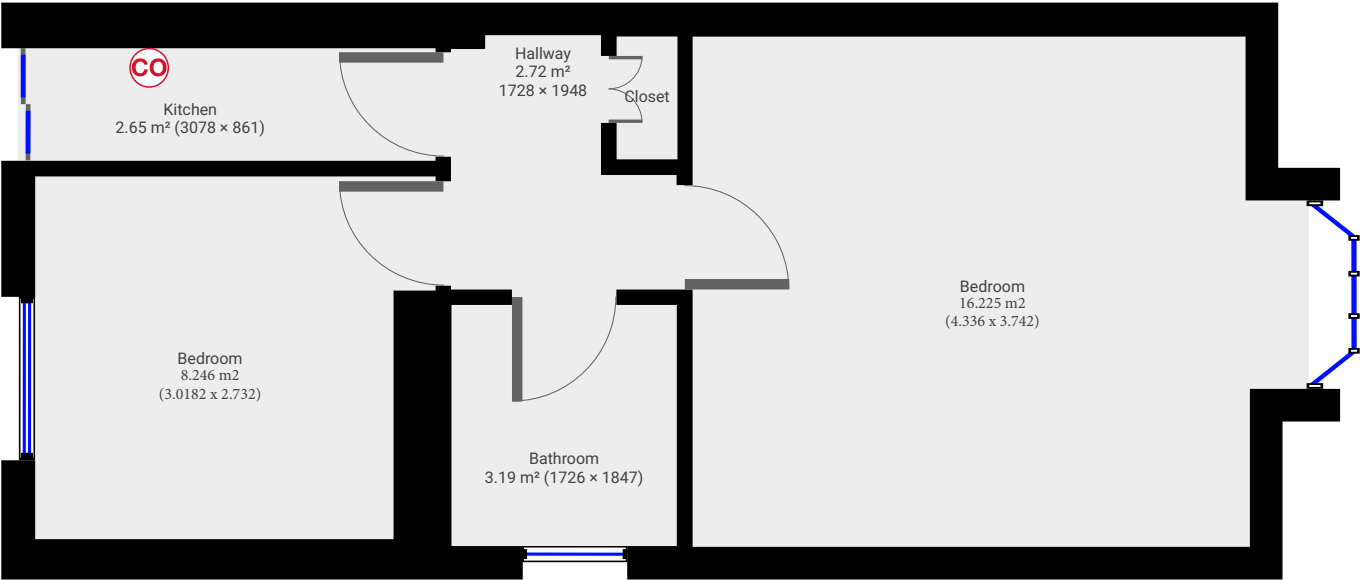 CO
Kitchen
2.65 m² (3078 × 861)
Hallway
2.72 m²
1728 × 1948
Closet
Bedroom
16.225 m2
(4.336 x 3.742)
Bedroom
8.246 m2
(3.0182 x 2.732)
Bathroom
3.19 m² (1726 × 1847)